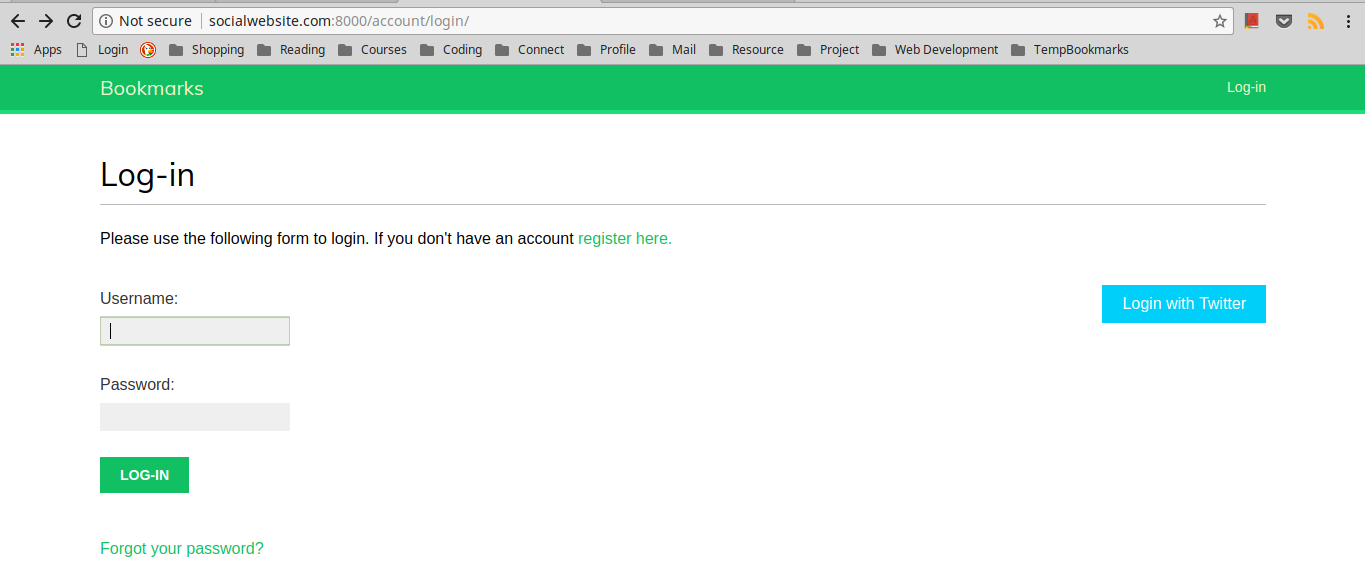 Not secure socialwebsite.com:8000/account/login/
Apps Login Shopping Reading Courses Coding Connect Profile Mail Resource Project Web Development TempBookmarks
Bookmarks Log-in
Log-in
Please use the following form to login. If you don't have an account register here.
Username:
Login with Twitter
Password:
LOG-IN
Forgot your password?